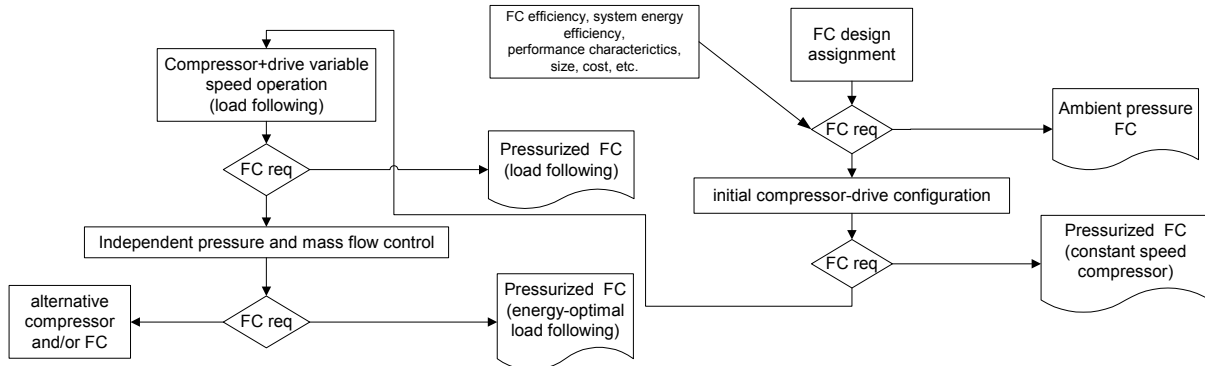 FC efficiency, system energy
efficiency,
performance characterictics,
size, cost, etc.
FC design
assignment
FC req
Ambient pressure
FC
initial compressor-drive configuration
FC req
Pressurized FC
(constant speed
compressor)
Compressor+drive variable
speed operation
(load following)
FC req
Pressurized FC
(load following)
Independent pressure and mass flow control
FC req
Pressurized FC
(energy-optimal
load following)
alternative
compressor
and/or FC